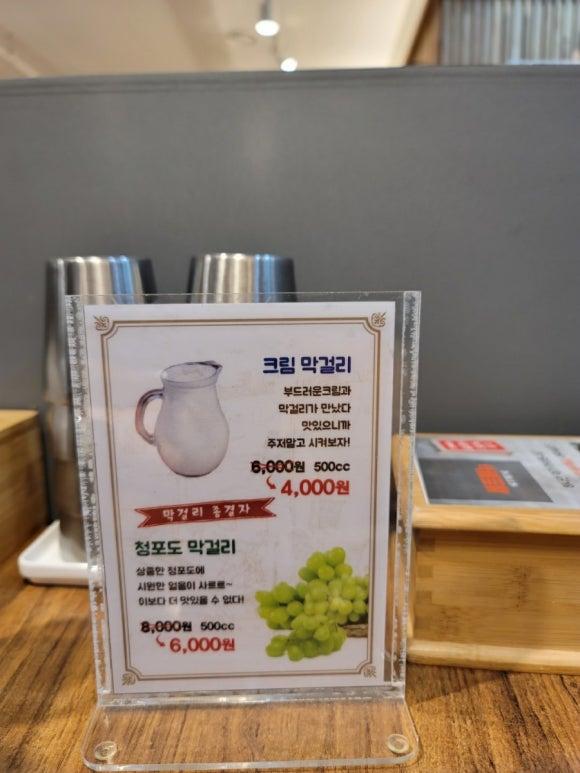 크림 막걸리
부드러운크림과
막걸리가 만났다
맛있으니까
주저말고 시켜보자!
6,000원 500cc
4,000원
막걸리 종결자
청포도 막걸리
상콤한 청포도에
시원한 얼음이 사르르~
이보다 더 맛있을 수 없다!
8,000원 500cc
6,000원